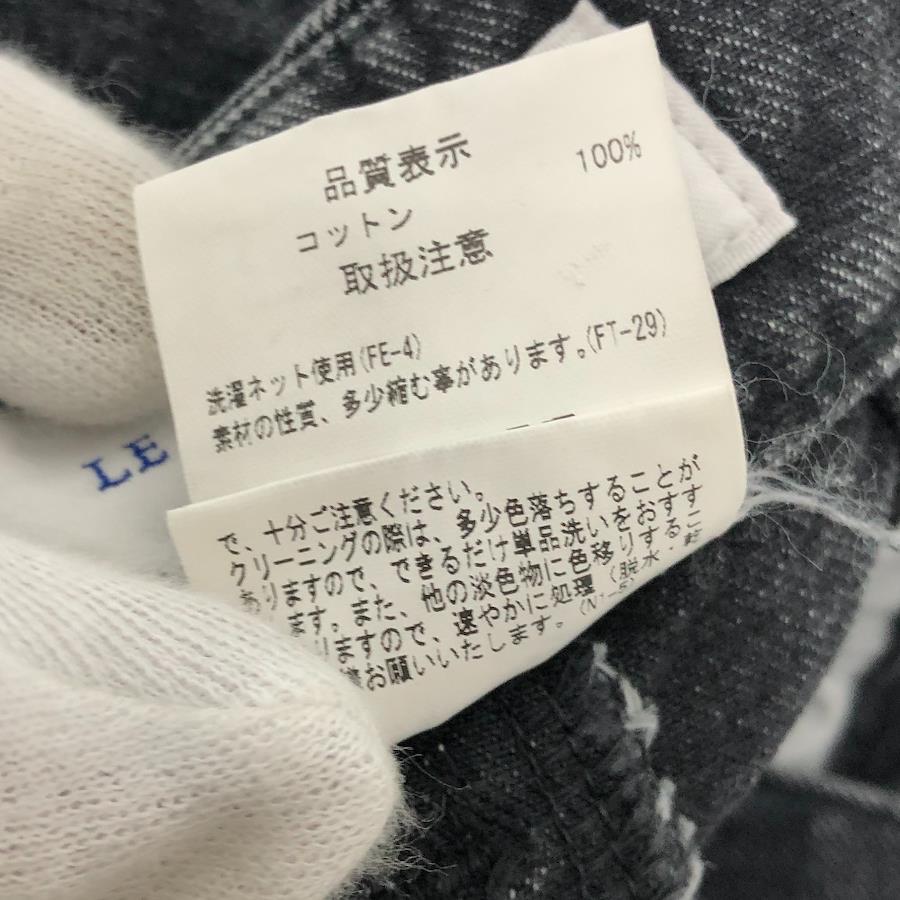 品質表示
コットン 100%
取扱注意
洗濯ネット使用(FE-4)
素材の性質、多少縮む事があります。(FT-29)
で、十分ご注意ください。
クリーニングの際は、多少色落ちすることが
ありますので、できるだけ単品洗いをおすす
ます。また、他の淡色物に色移りするこ
りますので、速やかに処理(脱水・乾
お願いいたします。
LE